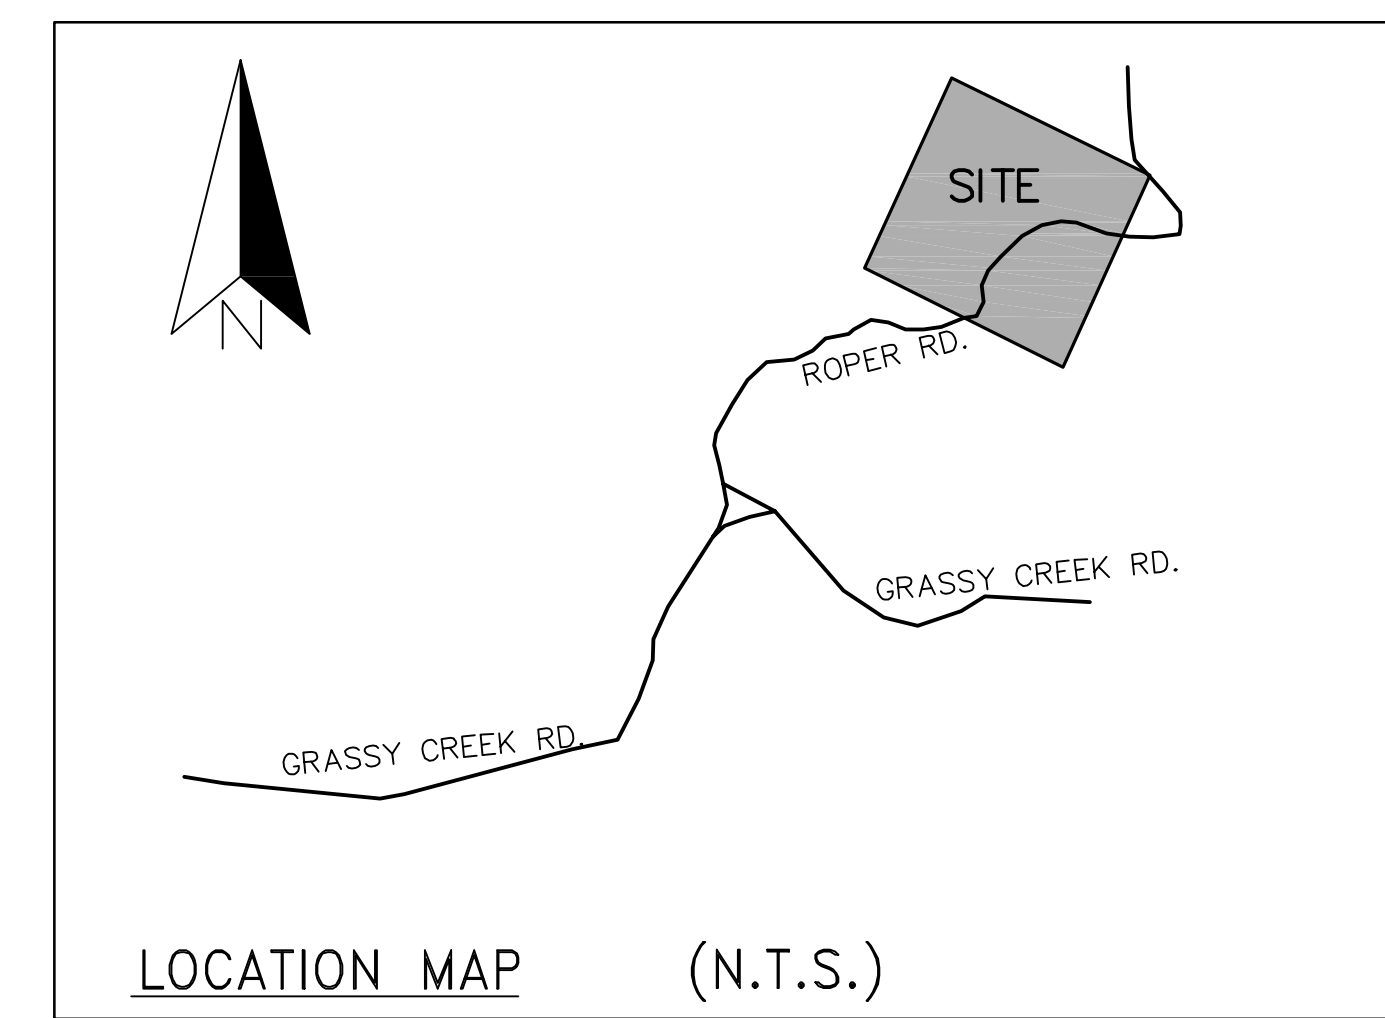 SITE
N
ROPER RD.
GRASSY CREEK RD.
GRASSY CREEK RD.
LOCATION MAP (N.T.S.)